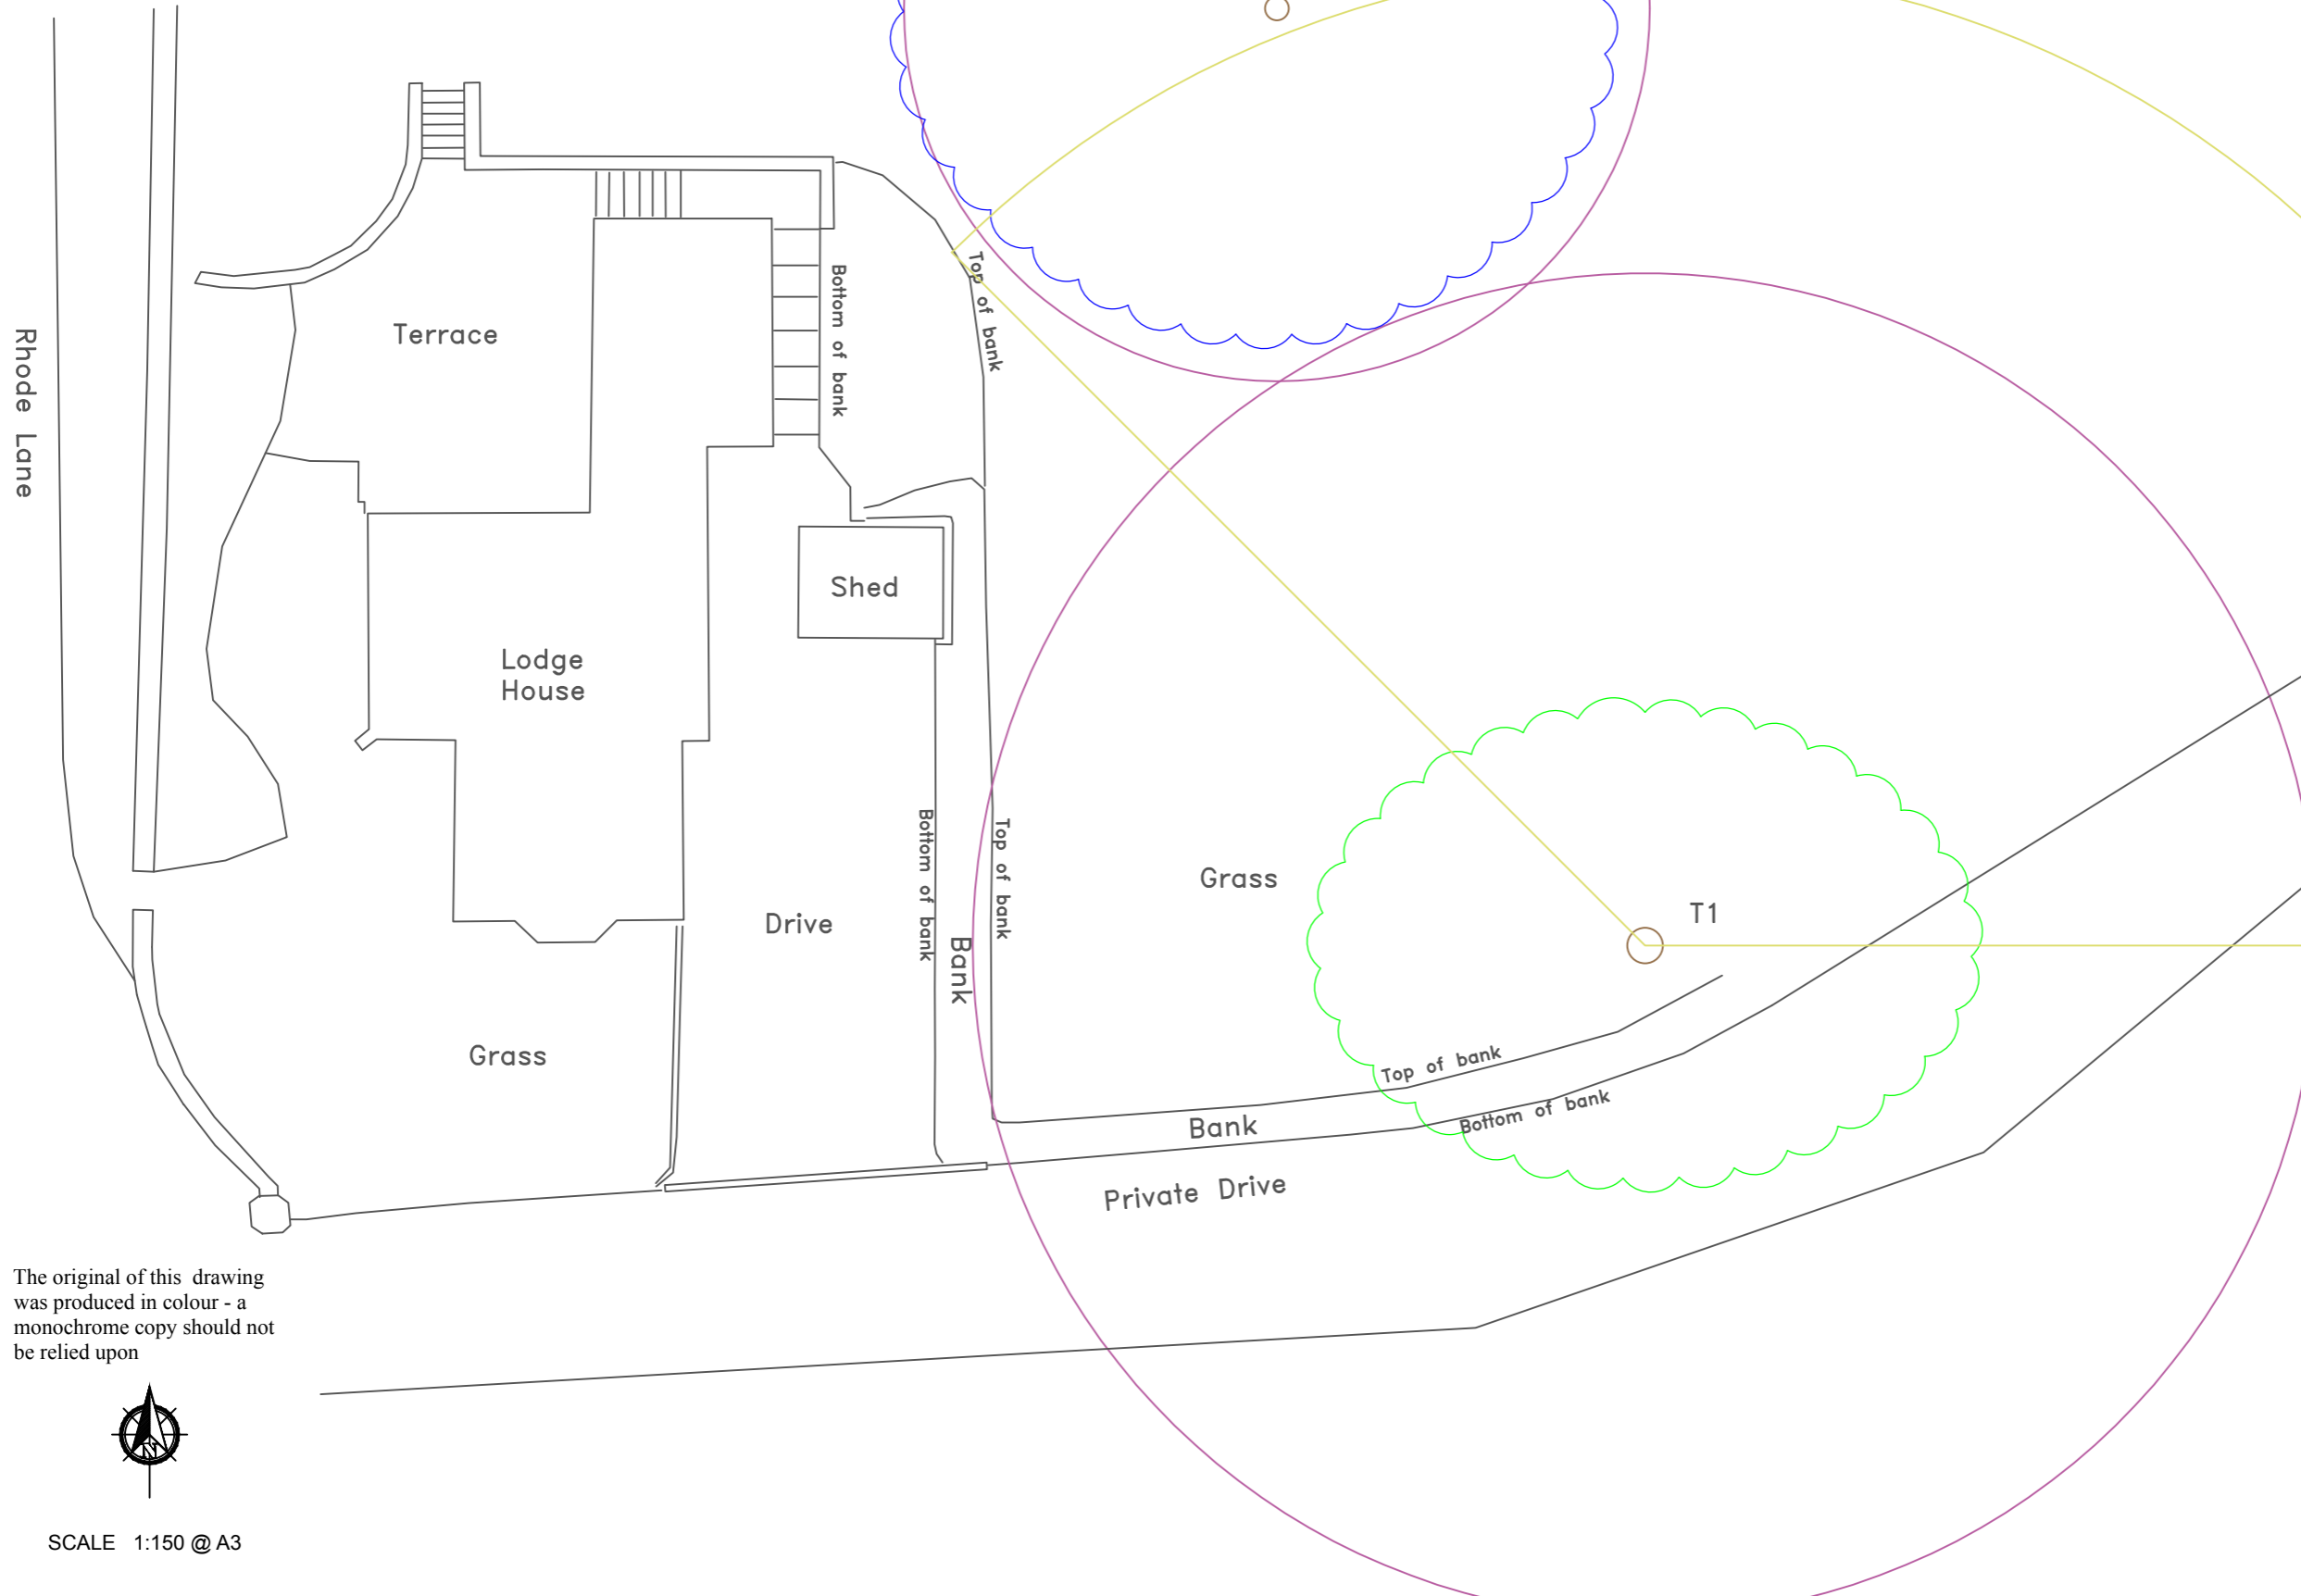 Terrace
Rhode Lane
Bottom of bank
Top of bank
Shed
Lodge
House
Drive
Bottom of bank
Bank
Top of bank
Grass
T1
Grass
Top of bank
Bottom of bank
Bank
Private Drive
The original of this drawing
was produced in colour - a
monochrome copy should not
be relied upon
N
SCALE 1:150 @ A3